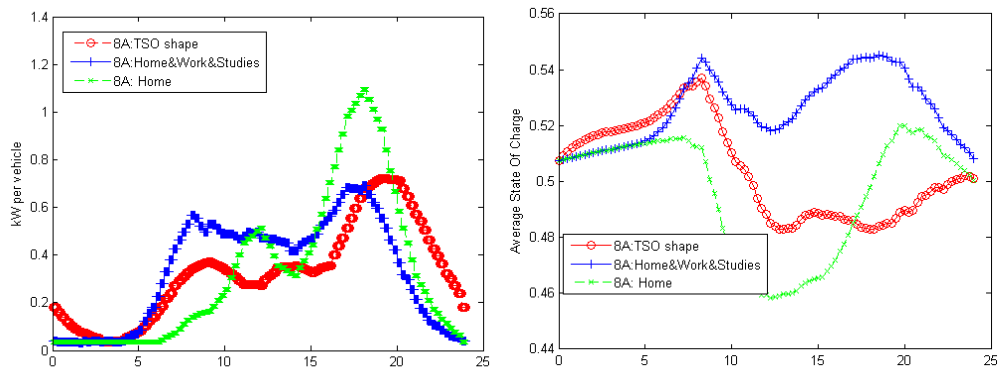 1.4
1.2
1
0.8
0.6
0.4
0.2
0
kW per vehicle
8A:TSO shape
8A:Home&Work&Studies
8A: Home
0 5 10 15 20 25
0.56
0.54
0.52
0.5
0.48
0.46
0.44
Average State Of Charge
8A:TSO shape
8A:Home&Work&Studies
8A: Home
0 5 10 15 20 25